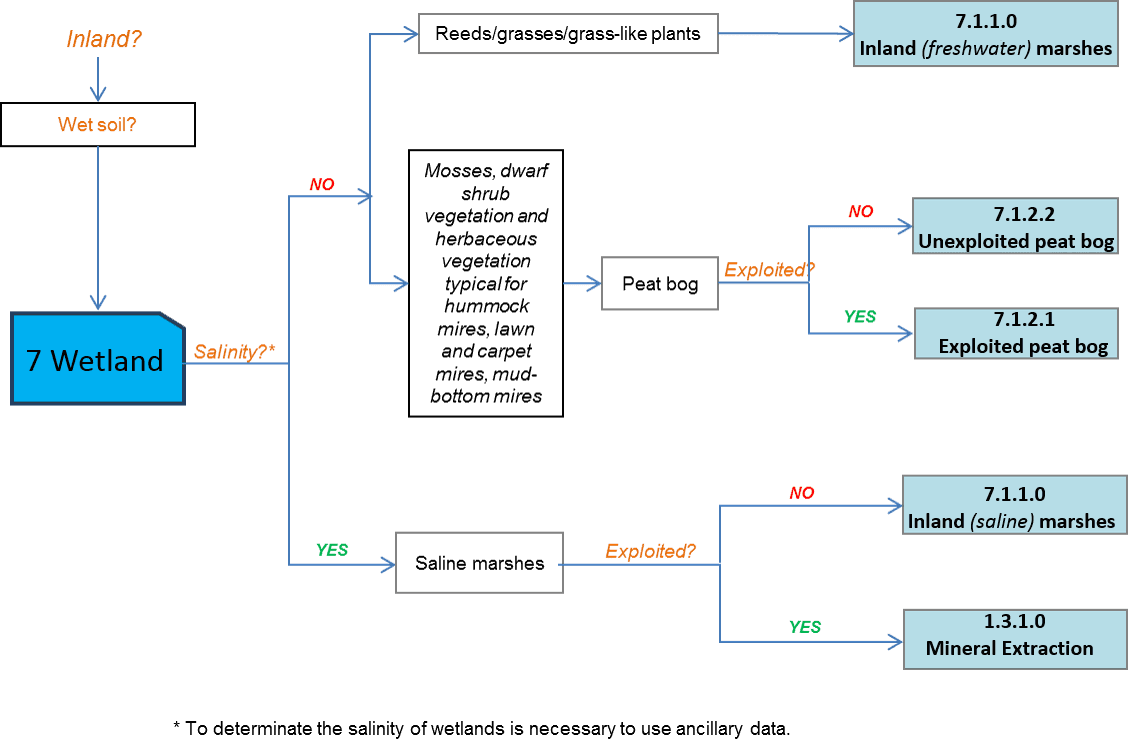 Inland?
Wet soil?
7 Wetland
Salinity?*
NO
Reeds/grasses/grass-like plants
7.1.1.0
Inland (freshwater) marshes
Mosses, dwarf
shrub
vegetation and
herbaceous
vegetation
typical for
hummock
mires, lawn
and carpet
mires, mud-
bottom mires
Peat bog
Exploited?
NO
7.1.2.2
Unexploited peat bog
YES
7.1.2.1
Exploited peat bog
YES
Saline marshes
Exploited?
NO
7.1.1.0
Inland (saline) marshes
YES
1.3.1.0
Mineral Extraction
* To determinate the salinity of wetlands is necessary to use ancillary data.